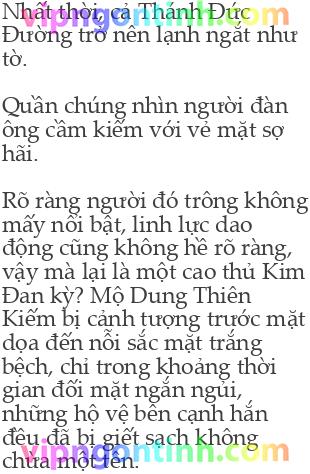 vipngontinh.com
Nhất thời, cả Thánh Đức
Đường trở nên lạnh ngắt như
tờ.
Quần chúng nhìn người đàn
ông cầm kiếm với vẻ mặt sợ
hãi.
Rõ ràng người đó trông không
mấy nổi bật, linh lực dao
động cũng không hề rõ ràng,
vậy mà lại là một cao thủ Kim
Đan kỳ? Mộ Dung Thiên
Kiếm bị cảnh tượng trước mặt
dọa đến nỗi sắc mặt trắng
bệch, chỉ trong khoảng thời
gian đối mặt ngắn ngủi,
những hộ vệ bên cạnh hắn
đều đã bị giết sạch không
chừa một tên.
vipngontinh.com